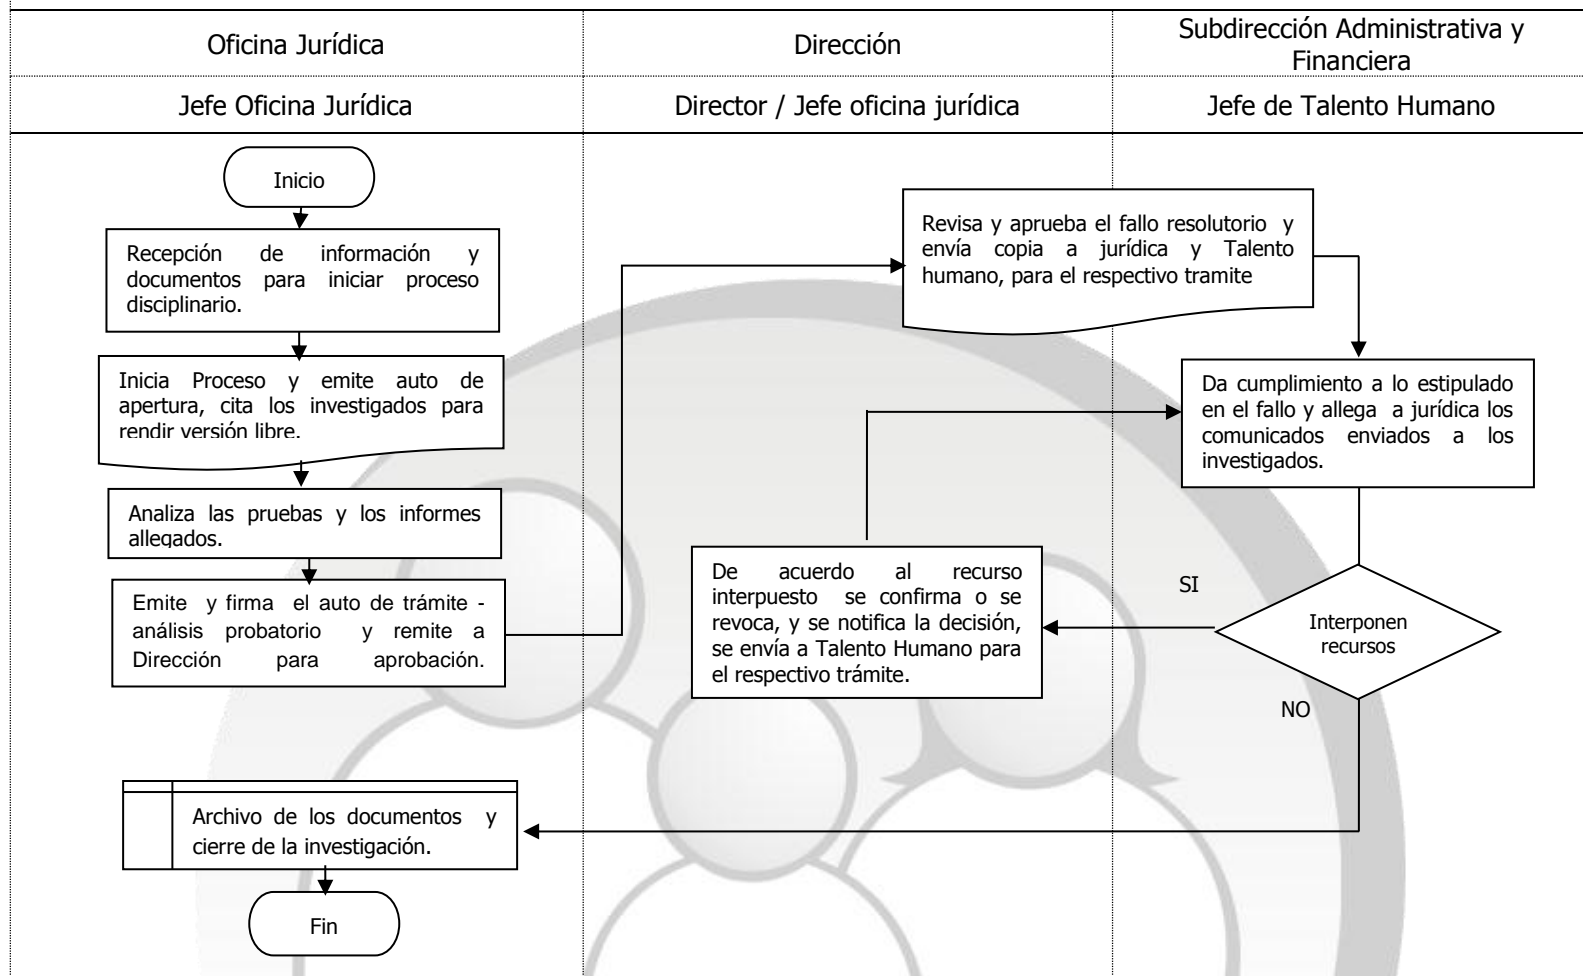 Oficina Jurídica
Dirección
Subdirección Administrativa y
Financiera
Jefe Oficina Jurídica
Director / Jefe oficina jurídica
Jefe de Talento Humano
Inicio
Recepción de información y
documentos para iniciar proceso
disciplinario.
Inicia Proceso y emite auto de
apertura, cita los investigados para
rendir versión libre.
Analiza las pruebas y los informes
allegados.
Emite y firma el auto de trámite -
análisis probatorio y remite a
Dirección para aprobación.
Revisa y aprueba el fallo resolutorio y
envía copia a jurídica y Talento
humano, para el respectivo tramite
Da cumplimiento a lo estipulado
en el fallo y allega a jurídica los
comunicados enviados a los
investigados.
De acuerdo al recurso
interpuesto se confirma o se
revoca, y se notifica la decisión,
se envía a Talento Humano para
el respectivo trámite.
SI
Interponen
recursos
NO
Archivo de los documentos y
cierre de la investigación.
Fin